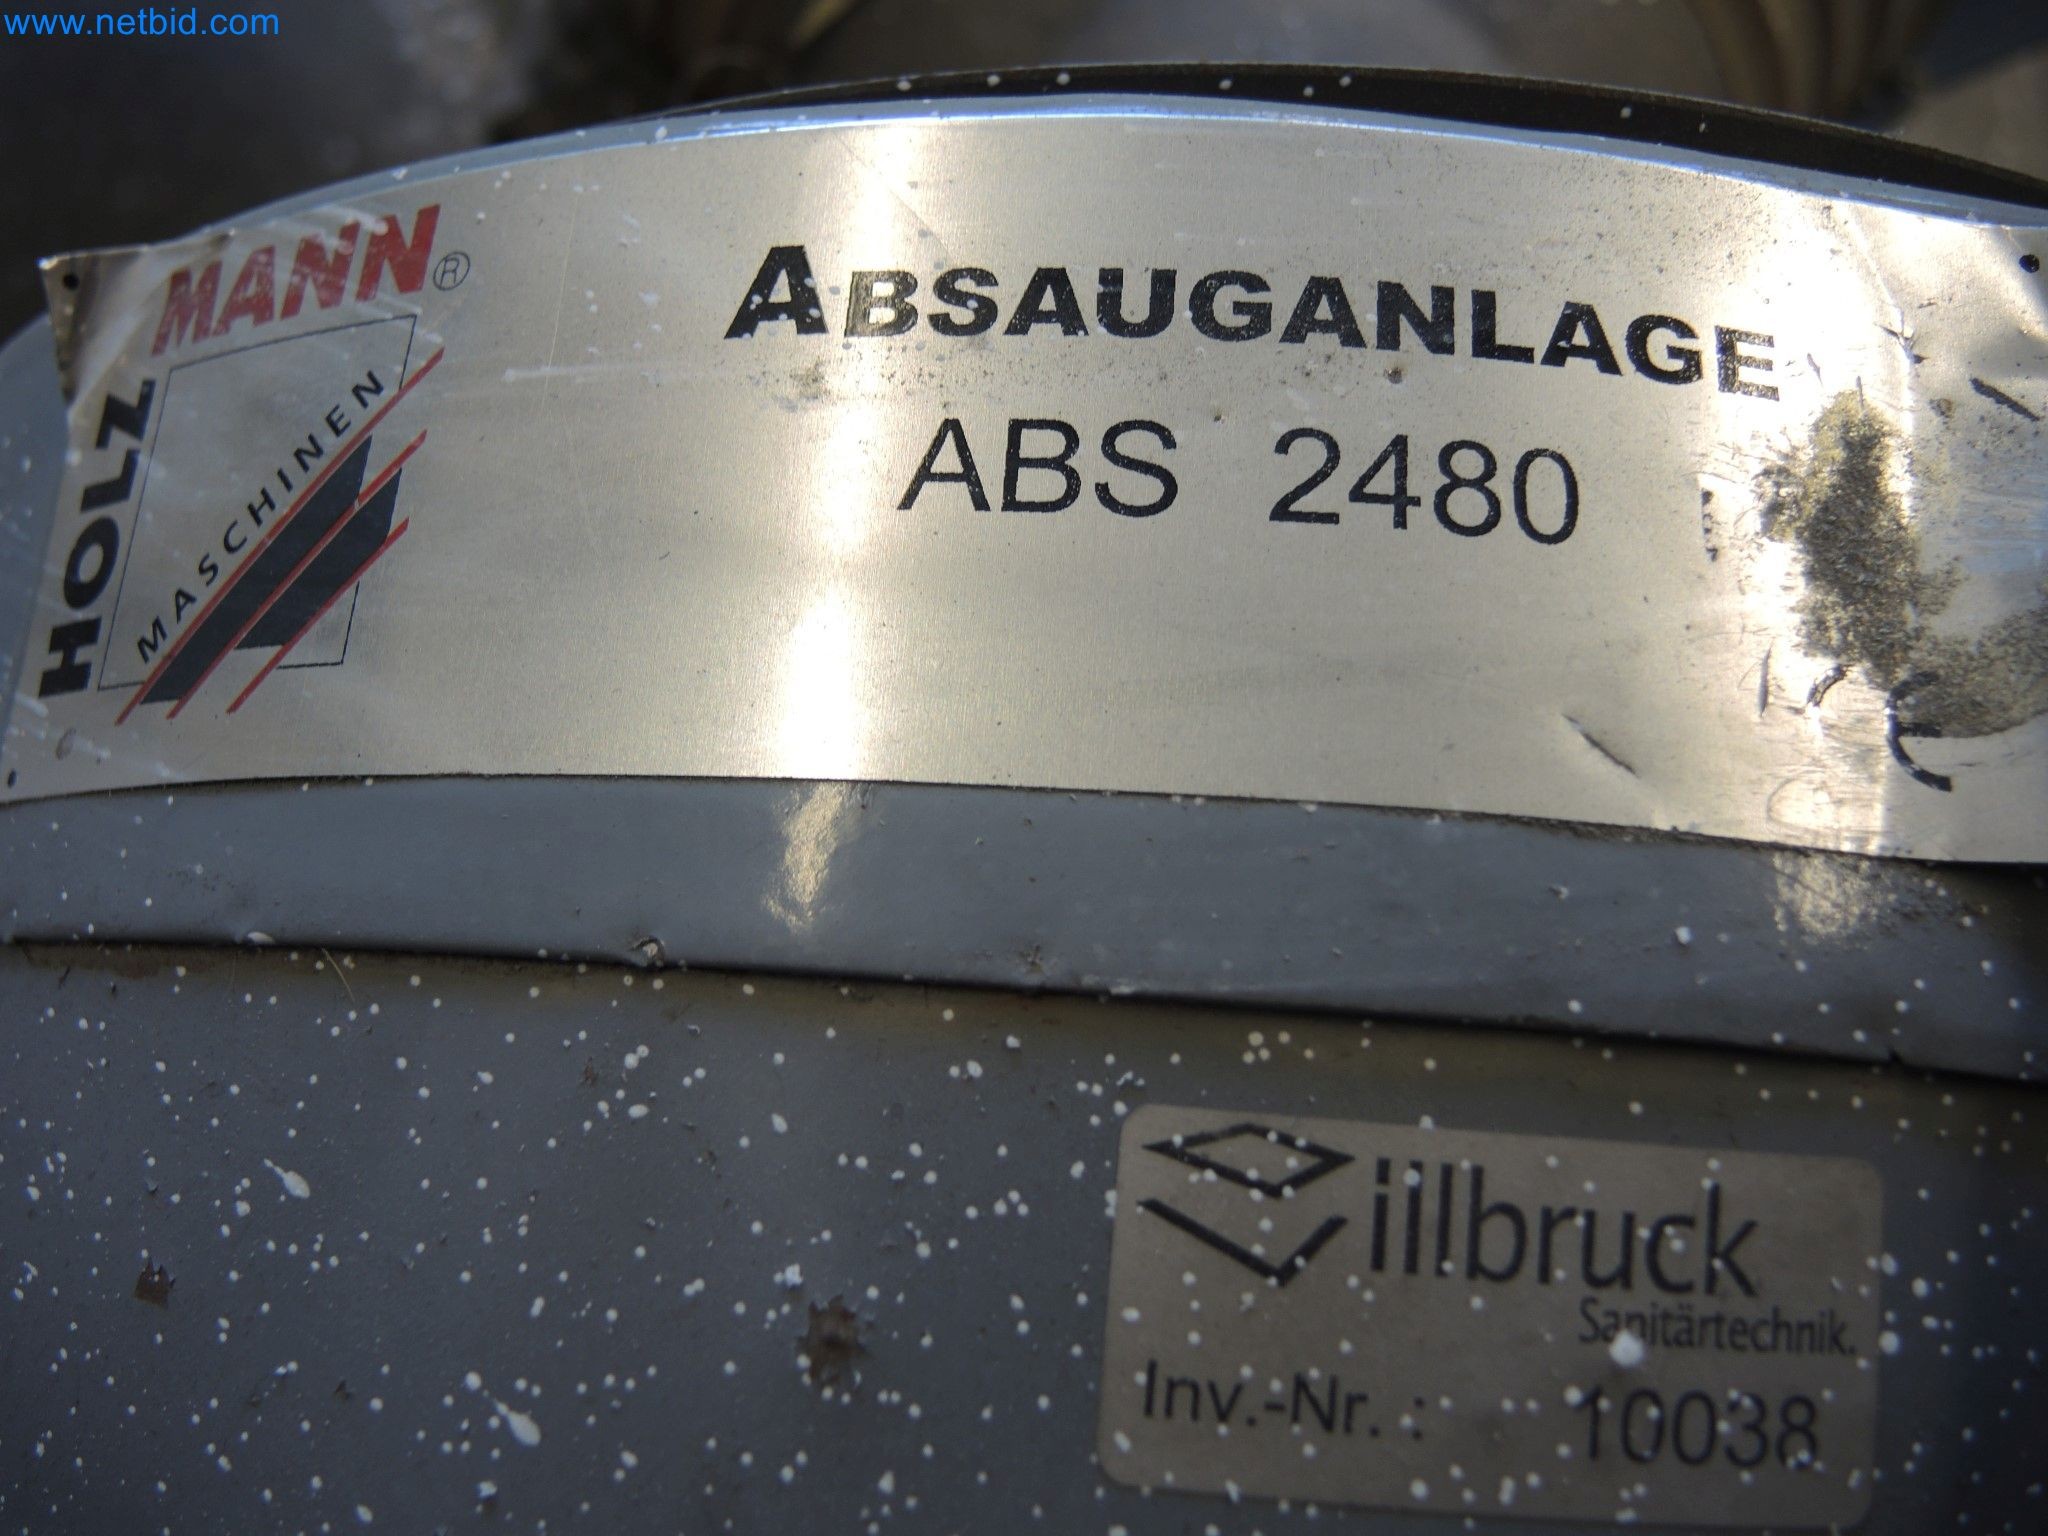 www.netbid.com
HOLZ
MANN®
MASCHINEN
ABSAUGANLAGE
ABS 2480
illbruck
Sanitärtechnik.
Inv.-Nr. : 10038